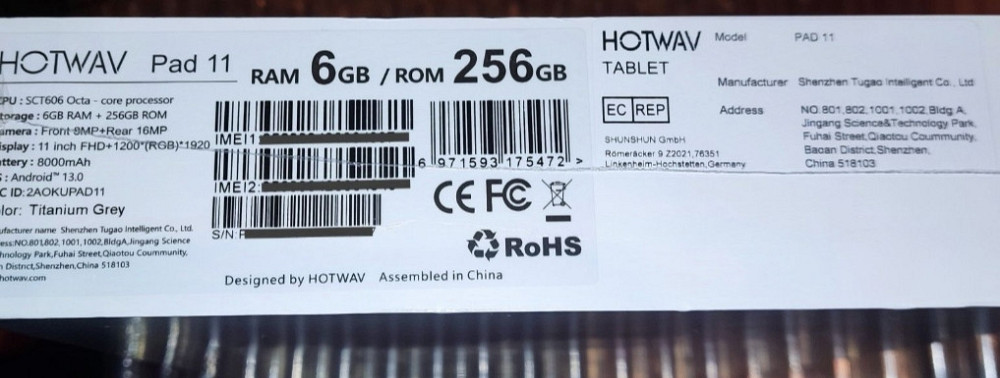 HOTWAV Pad 11
RAM 6GB / ROM 256GB
CPU : SCT606 Octa - core processor
Storage : 6GB RAM + 256GB ROM
Camera : Front 8MP+Rear 16MP
Display : 11 inch FHD+1200*(RGB)*1920
Battery : 8000mAh
: Android™ 13.0
C ID: 2AOKUPAD11
Color: Titanium Grey
ufacturer name Shenzhen Tugao Intelligent Co., Ltd.
ess:NO.801,802, 1001, 1002,BldgA,Jingang Science
hnology Park,Fuhai Street,Qiaotou Coummunity,
n District,Shenzhen,China 518103
hotwav.com
IMEI1:
IMEI2:
S/N:
6 971593 175472 >
CE FC
RoHS
Designed by HOTWAV Assembled in China
HOTWAV
TABLET
EC REP
SHUNSHUN GmbH
Römeräcker 9 Z2021,76351
Linkenheim-Hochstetten,Germany
Model PAD 11
Manufacturer Shenzhen Tugao Intelligent Co., Ltd
Address NO.801,802,1001,1002,Bldg.A,
Jingang Science&Technology Park,
Fuhai Street,Qiaotou Coummunity,
Baoan District,Shenzhen,
China 518103